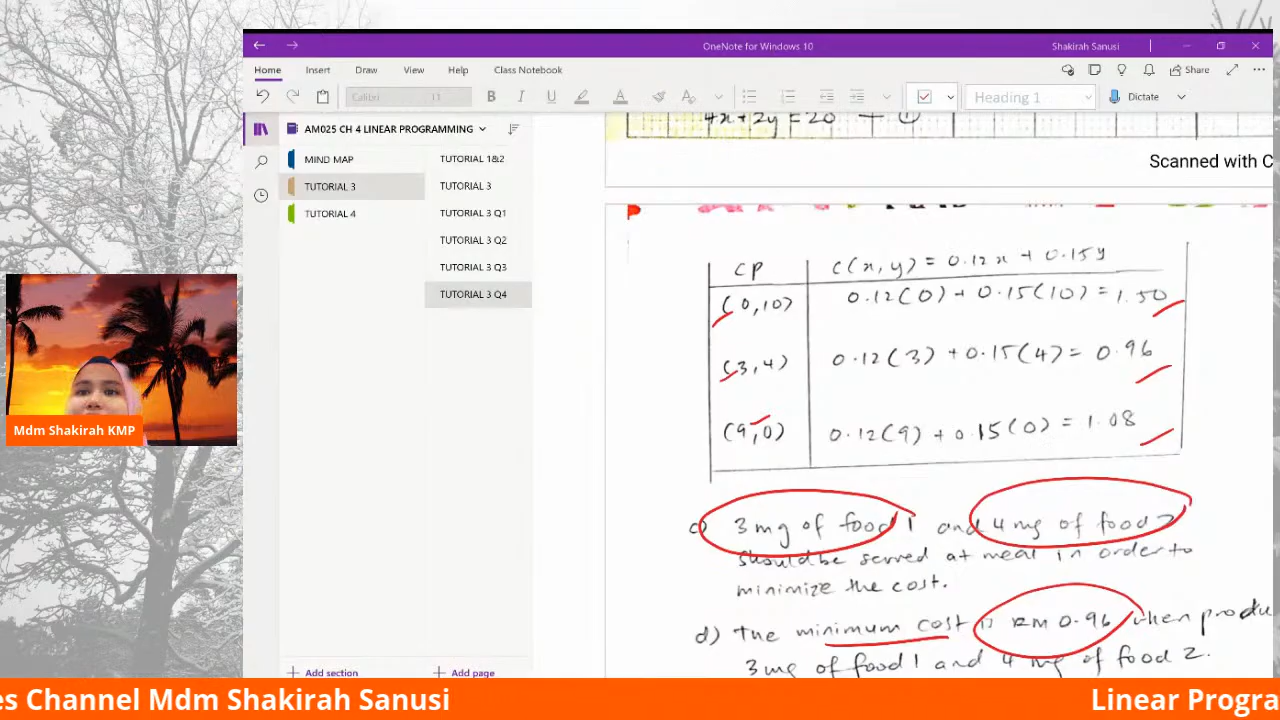 OneNote for Windows 10
Shakirah Sanusi
Home
Insert
Draw
View
Help
Class Notebook
Share
Calibri
11
B
I
U
A
Heading 1
Dictate
AM025 CH 4 LINEAR PROGRAMMING
MIND MAP
TUTORIAL 3
TUTORIAL 4
TUTORIAL 1&2
TUTORIAL 3
TUTORIAL 3 Q1
TUTORIAL 3 Q2
TUTORIAL 3 Q3
TUTORIAL 3 Q4
Add section
Add page
4x + 2y = 20 — ①
Scanned with C
CP
C(x, y) = 0.12x + 0.15y
(0,10)
0.12(0) + 0.15(10) = 1.50
(3,4)
0.12(3) + 0.15(4) = 0.96
(9,0)
0.12(9) + 0.15(0) = 1.08
c) 3 mg of food 1 and 4 mg of food 2
should be served at meal in order to
minimize the cost.
d) the minimum cost is RM 0.96 when produ
3 mg of food 1 and 4 mg of food 2.
Mdm Shakirah KMP
es Channel Mdm Shakirah Sanusi
Linear Progra